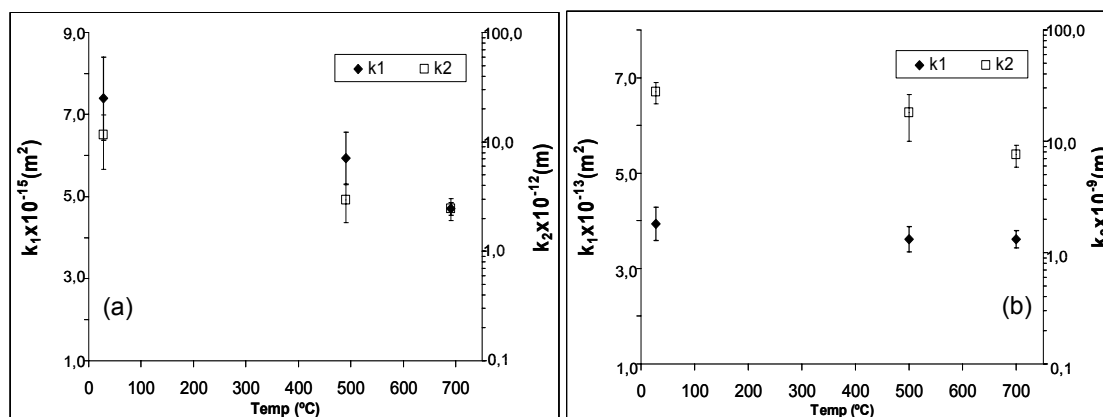 9,0
7,0
5,0
3,0
1,0
k₁x10⁻¹⁵(m²)
100,0
10,0
1,0
0,1
k₂x10⁻¹²(m)
k1 k2
(a)
0 100 200 300 400 500 600 700
Temp (ºC)
7,0
5,0
3,0
1,0
k₁x10⁻¹³(m²)
100,0
10,0
1,0
0,1
x10⁻⁹(m)
k1 k2
(b)
0 100 200 300 400 500 600 700
Temp (ºC)